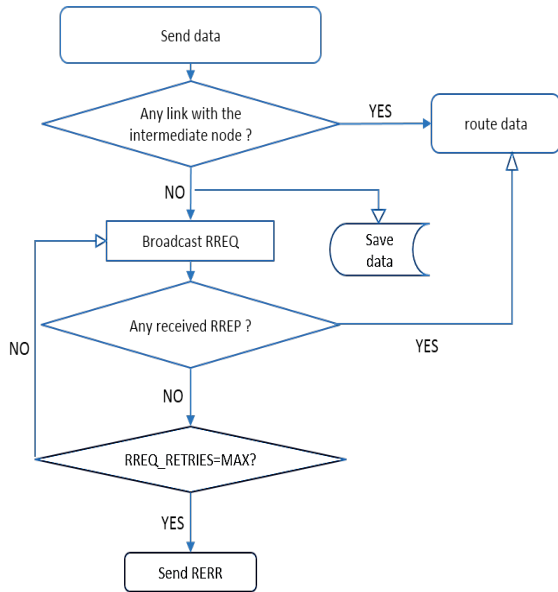 Send data
Any link with the
intermediate node ?
YES
route data
NO
Broadcast RREQ
Save
data
Any received RREP ?
YES
NO
NO
RREQ_RETRIES=MAX?
YES
Send RERR